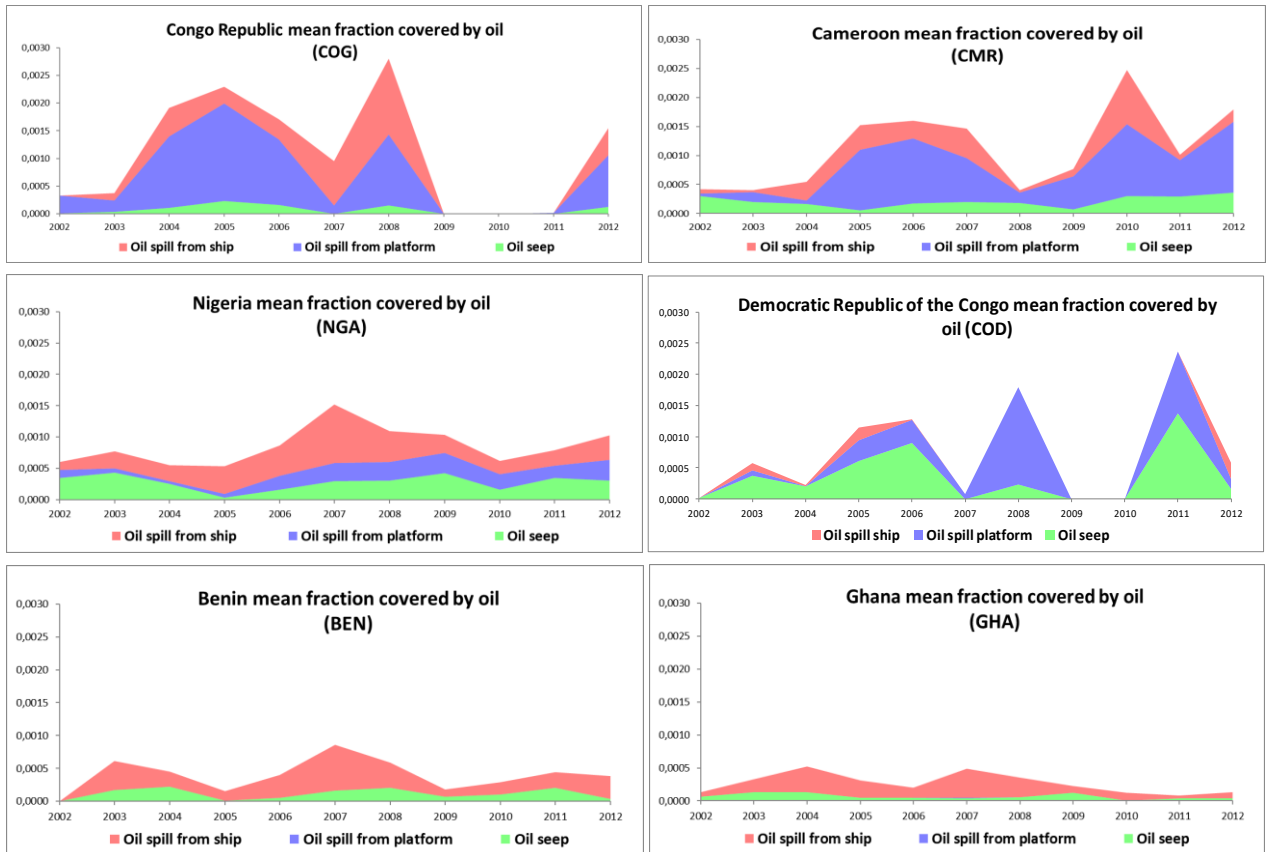 Congo Republic mean fraction covered by oil
(COG)
0,0030
0,0025
0,0020
0,0015
0,0010
0,0005
0,0000
2002 2003 2004 2005 2006 2007 2008 2009 2010 2011 2012
Oil spill from ship Oil spill from platform Oil seep
Cameroon mean fraction covered by oil
(CMR)
0,0030
0,0025
0,0020
0,0015
0,0010
0,0005
0,0000
2002 2003 2004 2005 2006 2007 2008 2009 2010 2011 2012
Oil spill from ship Oil spill from platform Oil seep
Nigeria mean fraction covered by oil
(NGA)
0,0030
0,0025
0,0020
0,0015
0,0010
0,0005
0,0000
2002 2003 2004 2005 2006 2007 2008 2009 2010 2011 2012
Oil spill from ship Oil spill from platform Oil seep
Democratic Republic of the Congo mean fraction covered by
oil (COD)
0,0030
0,0025
0,0020
0,0015
0,0010
0,0005
0,0000
2002 2003 2004 2005 2006 2007 2008 2009 2010 2011 2012
Oil spill ship Oil spill platform Oil seep
Benin mean fraction covered by oil
(BEN)
0,0030
0,0025
0,0020
0,0015
0,0010
0,0005
0,0000
2002 2003 2004 2005 2006 2007 2008 2009 2010 2011 2012
Oil spill from ship Oil spill from platform Oil seep
Ghana mean fraction covered by oil
(GHA)
0,0030
0,0025
0,0020
0,0015
0,0010
0,0005
0,0000
2002 2003 2004 2005 2006 2007 2008 2009 2010 2011 2012
Oil spill from ship Oil spill from platform Oil seep